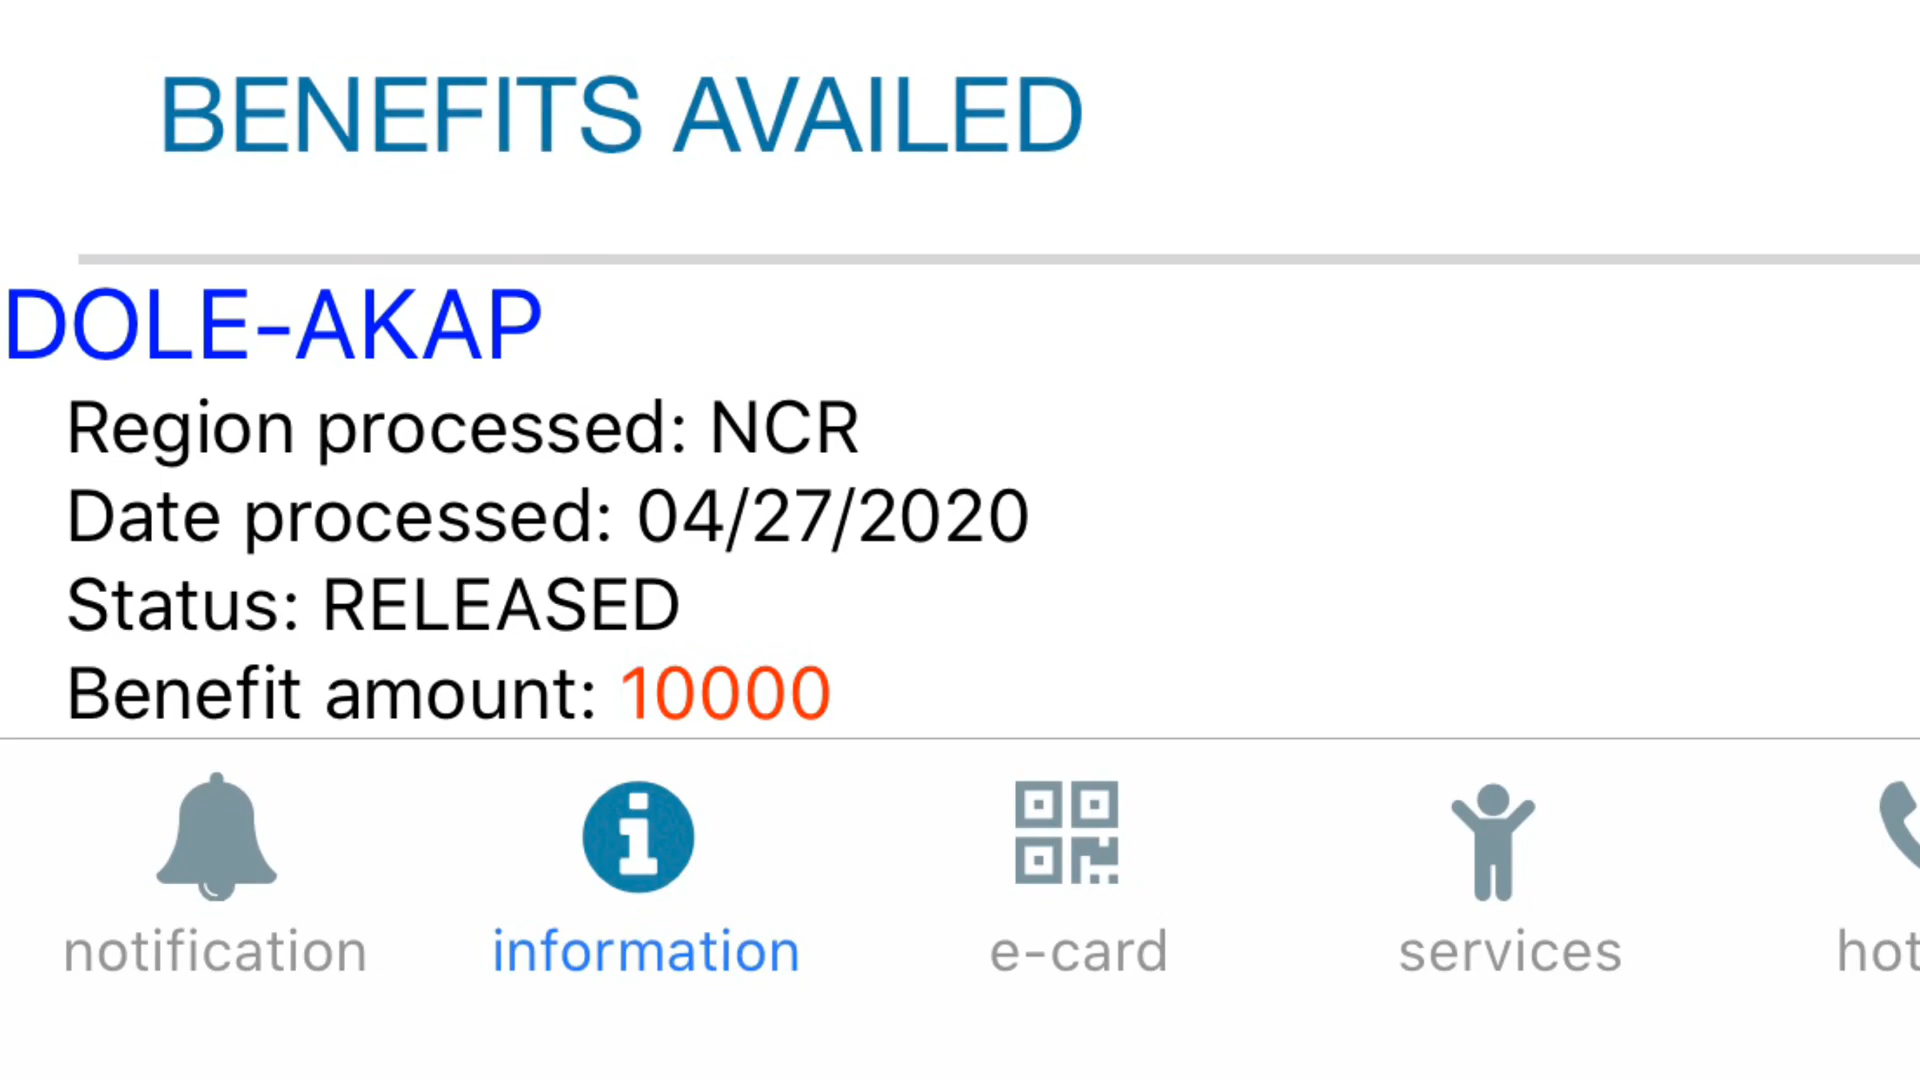 BENEFITS AVAILED
DOLE-AKAP
Region processed: NCR
Date processed: 04/27/2020
Status: RELEASED
Benefit amount: 10000
notification
information
e-card
services
hot